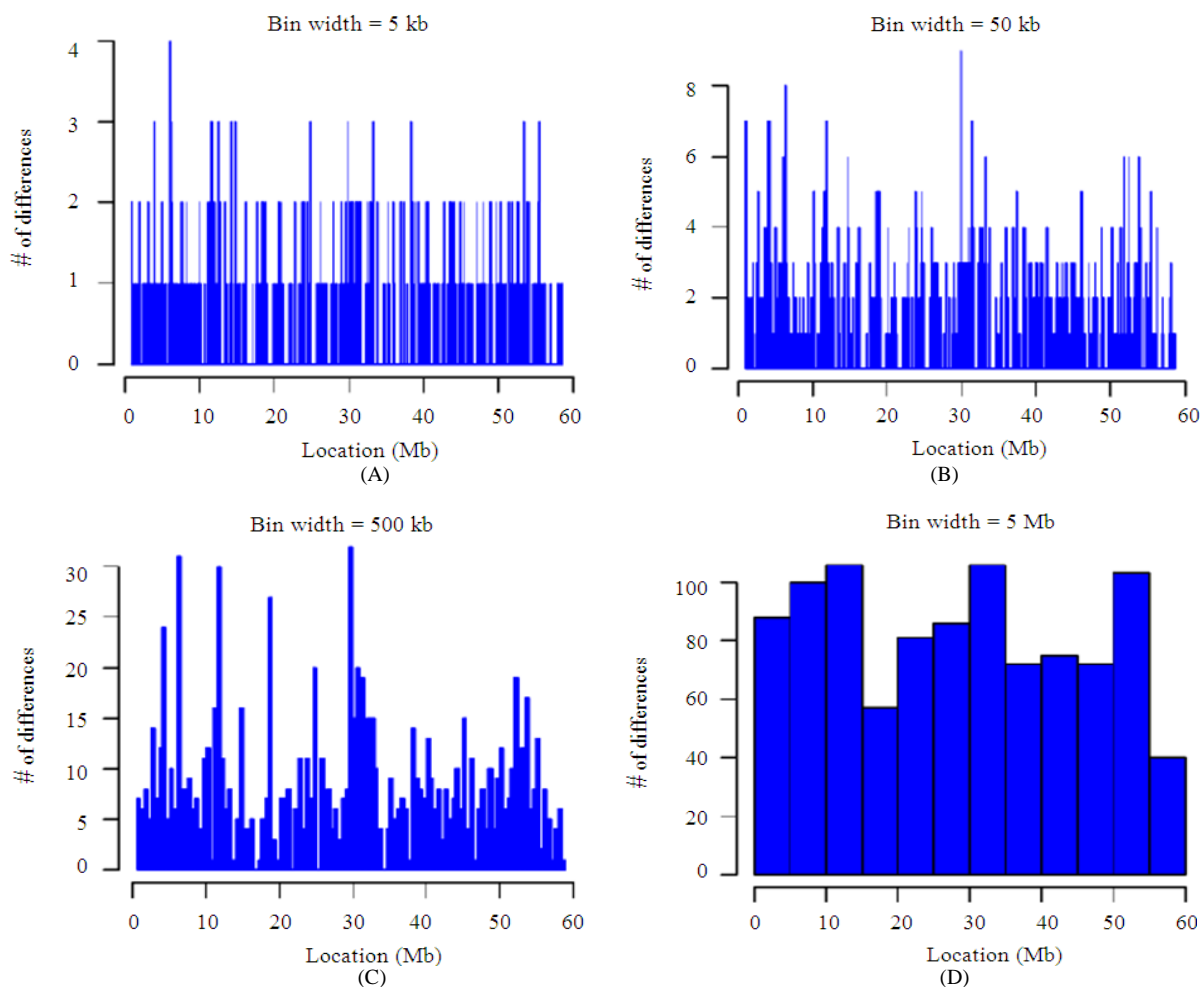 Bin width = 5 kb
4
3
2
1
0
# of differences
0 10 20 30 40 50 60
Location (Mb)
(A)
Bin width = 50 kb
8
6
4
2
0
# of differences
0 10 20 30 40 50 60
Location (Mb)
(B)
Bin width = 500 kb
30
25
20
15
10
5
0
# of differences
0 10 20 30 40 50 60
Location (Mb)
(C)
Bin width = 5 Mb
100
80
60
40
20
0
# of differences
0 10 20 30 40 50 60
Location (Mb)
(D)